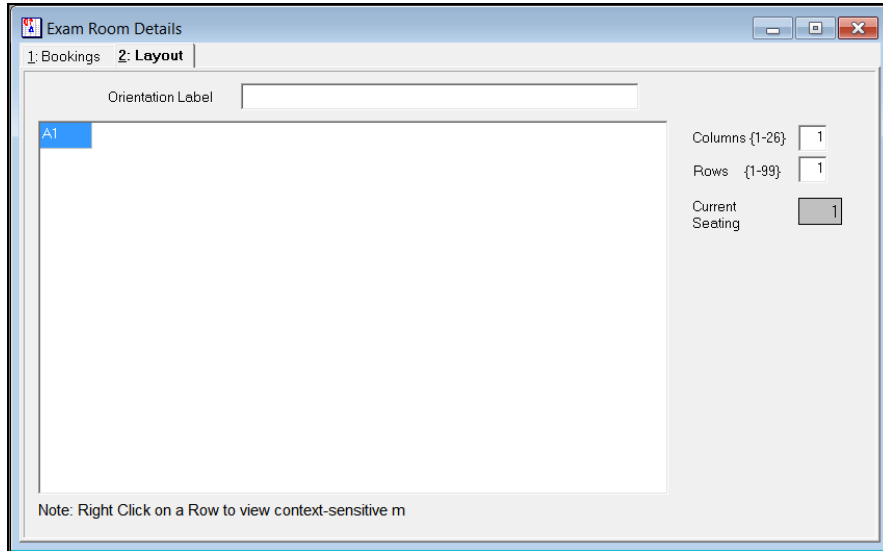 Exam Room Details
1: Bookings 2: Layout
Orientation Label
A1
Columns {1-26} 1
Rows {1-99} 1
Current
Seating 1
Note: Right Click on a Row to view context-sensitive m